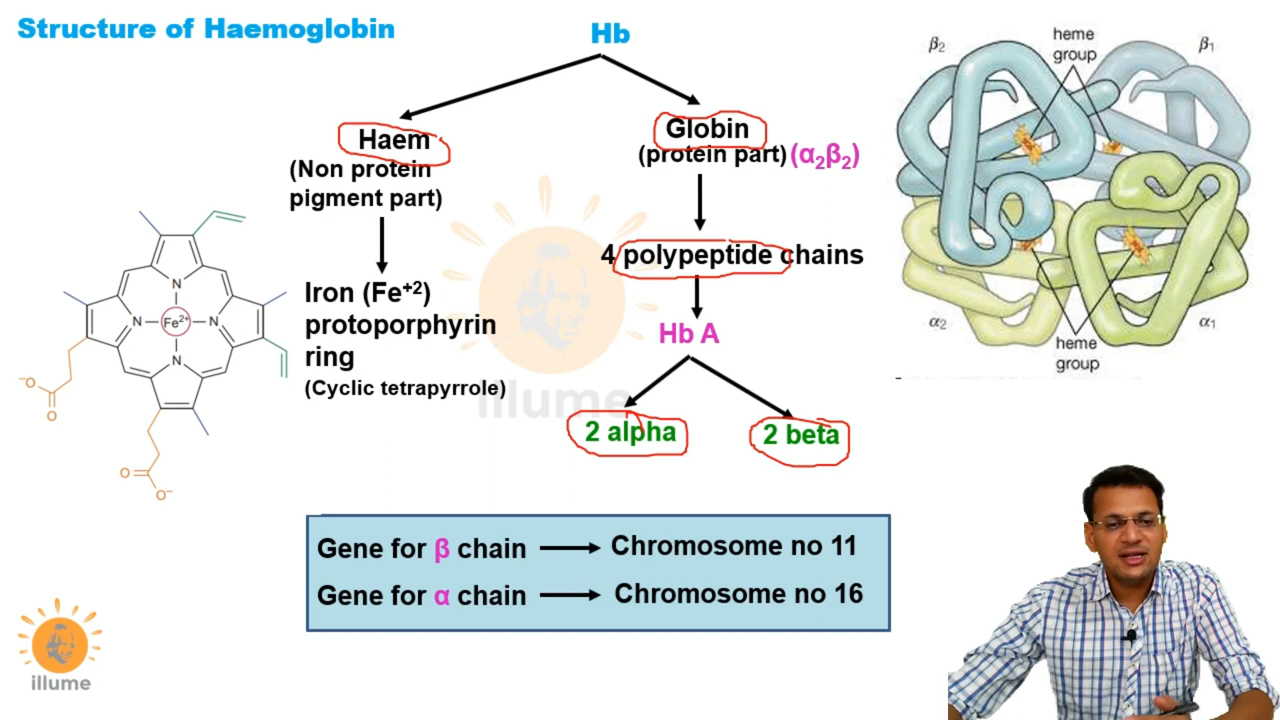 Structure of Haemoglobin
Hb
Haem
(Non protein
pigment part)
Iron (Fe⁺²)
protoporphyrin
ring
(Cyclic tetrapyrrole)
Globin
(protein part) (α₂β₂)
4 polypeptide chains
Hb A
2 alpha
2 beta
N
N
Fe²⁺
N
N
⁻O
O
O
O⁻
β₂
heme
group
β₁
α₂
heme
group
α₁
illume
Gene for β chain → Chromosome no 11
Gene for α chain → Chromosome no 16
illume